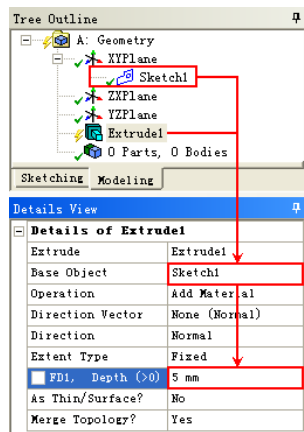 Tree Outline
A: Geometry
XYPlane
Sketch1
ZXPlane
YZPlane
Extrude1
0 Parts, 0 Bodies
Sketching Modeling
Details View
Details of Extrude1
Extrude Extrude1
Base Object Sketch1
Operation Add Material
Direction Vector None (Normal)
Direction Normal
Extent Type Fixed
FD1, Depth (>0) 5 mm
As Thin/Surface? No
Merge Topology? Yes